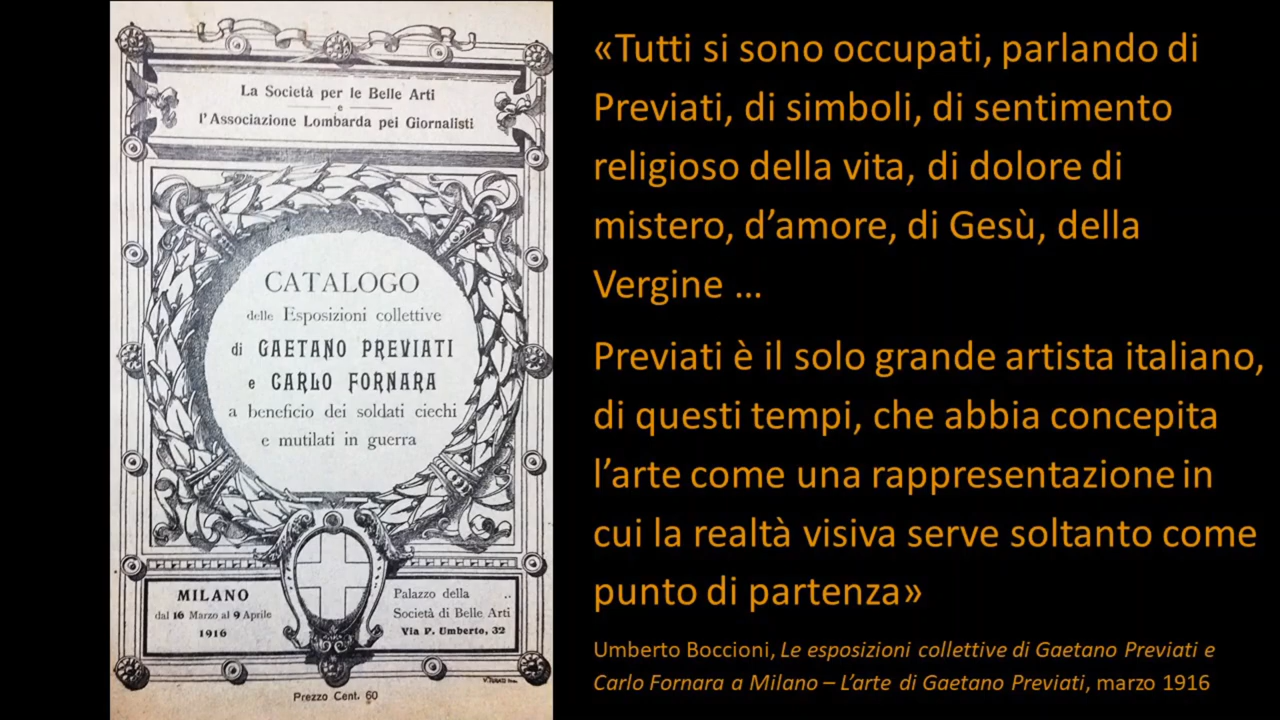 La Società per le Belle Arti
e
l'Associazione Lombarda pei Giornalisti
CATALOGO
delle Esposizioni collettive
di GAETANO PREVIATI
e CARLO FORNARA
a beneficio dei soldati ciechi
e mutilati in guerra
MILANO
dal 16 Marzo al 9 Aprile
1916
Palazzo della
Società di Belle Arti
Via P. Umberto, 32
Prezzo Cent. 60
«Tutti si sono occupati, parlando di
Previati, di simboli, di sentimento
religioso della vita, di dolore di
mistero, d’amore, di Gesù, della
Vergine …
Previati è il solo grande artista italiano,
di questi tempi, che abbia concepita
l’arte come una rappresentazione in
cui la realtà visiva serve soltanto come
punto di partenza»
Umberto Boccioni, Le esposizioni collettive di Gaetano Previati e
Carlo Fornara a Milano – L’arte di Gaetano Previati, marzo 1916